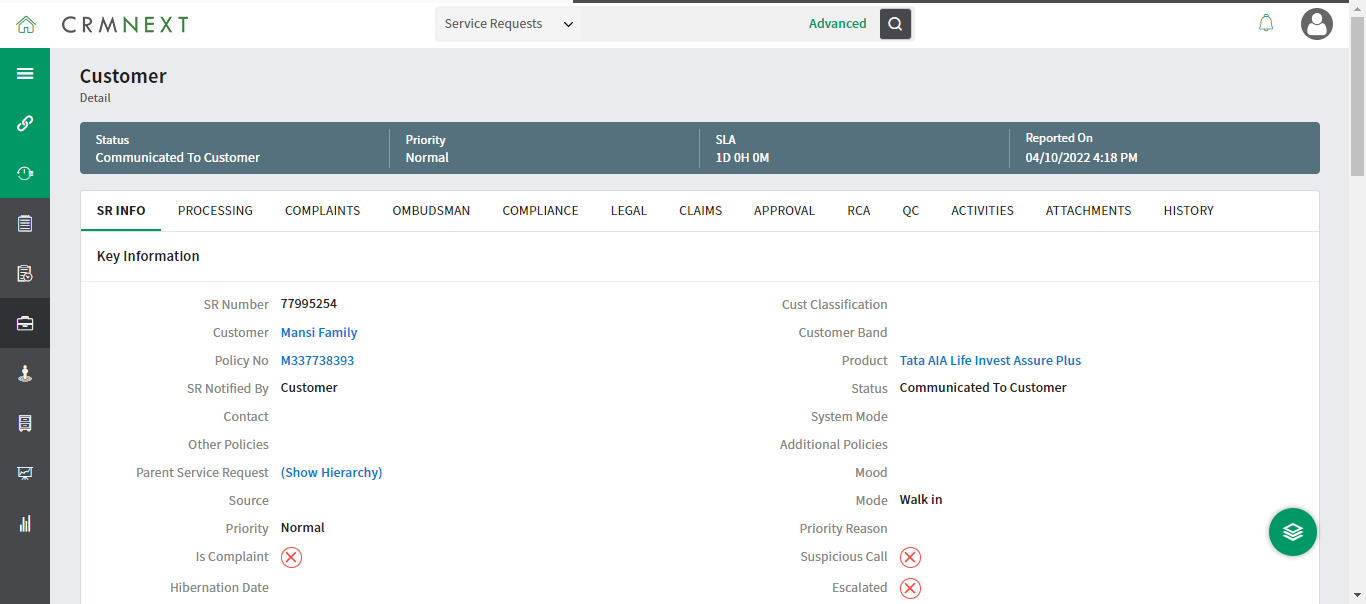 CRMNEXT
Service Requests
Advanced
Customer
Detail
Status
Communicated To Customer
Priority
Normal
SLA
1D 0H 0M
Reported On
04/10/2022 4:18 PM
SR INFO PROCESSING COMPLAINTS OMBUDSMAN COMPLIANCE LEGAL CLAIMS APPROVAL RCA QC ACTIVITIES ATTACHMENTS HISTORY
Key Information
SR Number 77995254
Cust Classification
Customer Mansi Family
Customer Band
Policy No M337738393
Product Tata AIA Life Invest Assure Plus
SR Notified By Customer
Status Communicated To Customer
Contact
System Mode
Other Policies
Additional Policies
Parent Service Request (Show Hierarchy)
Mood
Source
Mode Walk in
Priority Normal
Priority Reason
Is Complaint
Suspicious Call
Hibernation Date
Escalated